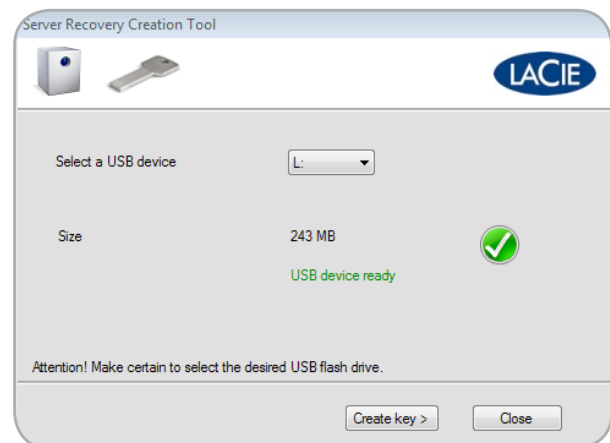 Server Recovery Creation Tool
LACIE
Select a USB device
L:
Size
243 MB
USB device ready
Attention! Make certain to select the desired USB flash drive.
Create key >
Close